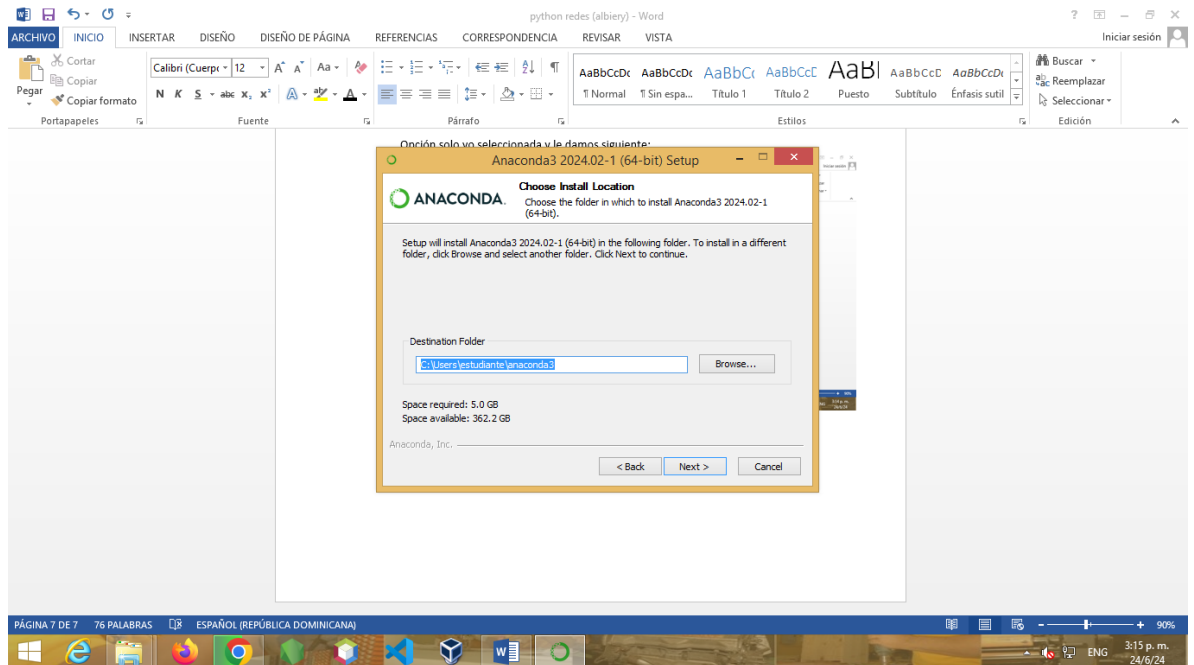 python redes (albiery) - Word
ARCHIVO INICIO INSERTAR DISEÑO DISEÑO DE PÁGINA REFERENCIAS CORRESPONDENCIA REVISAR VISTA Iniciar sesión
Pegar
Cortar
Copiar
Copiar formato
Portapapeles
Calibri (Cuerpo 12
N K S abc X₂ X²
Fuente
Párrafo
AaBbCcDc AaBbCcDc AaBbCc AaBbCcD AaBl AaBbCcD AaBbCcDc
¶ Normal ¶ Sin espa... Título 1 Título 2 Puesto Subtítulo Énfasis sutil
Estilos
Buscar
Reemplazar
Seleccionar
Edición
Opción solo yo seleccionada y le damos siguiente:
Anaconda3 2024.02-1 (64-bit) Setup
ANACONDA.
Choose Install Location
Choose the folder in which to install Anaconda3 2024.02-1
(64-bit).
Setup will install Anaconda3 2024.02-1 (64-bit) in the following folder. To install in a different
folder, click Browse and select another folder. Click Next to continue.
Destination Folder
C:\Users\estudiante\anaconda3
Browse...
Space required: 5.0 GB
Space available: 362.2 GB
Anaconda, Inc.
< Back Next > Cancel
PÁGINA 7 DE 7 76 PALABRAS ESPAÑOL (REPÚBLICA DOMINICANA) 90%
ENG
3:15 p. m.
24/6/24